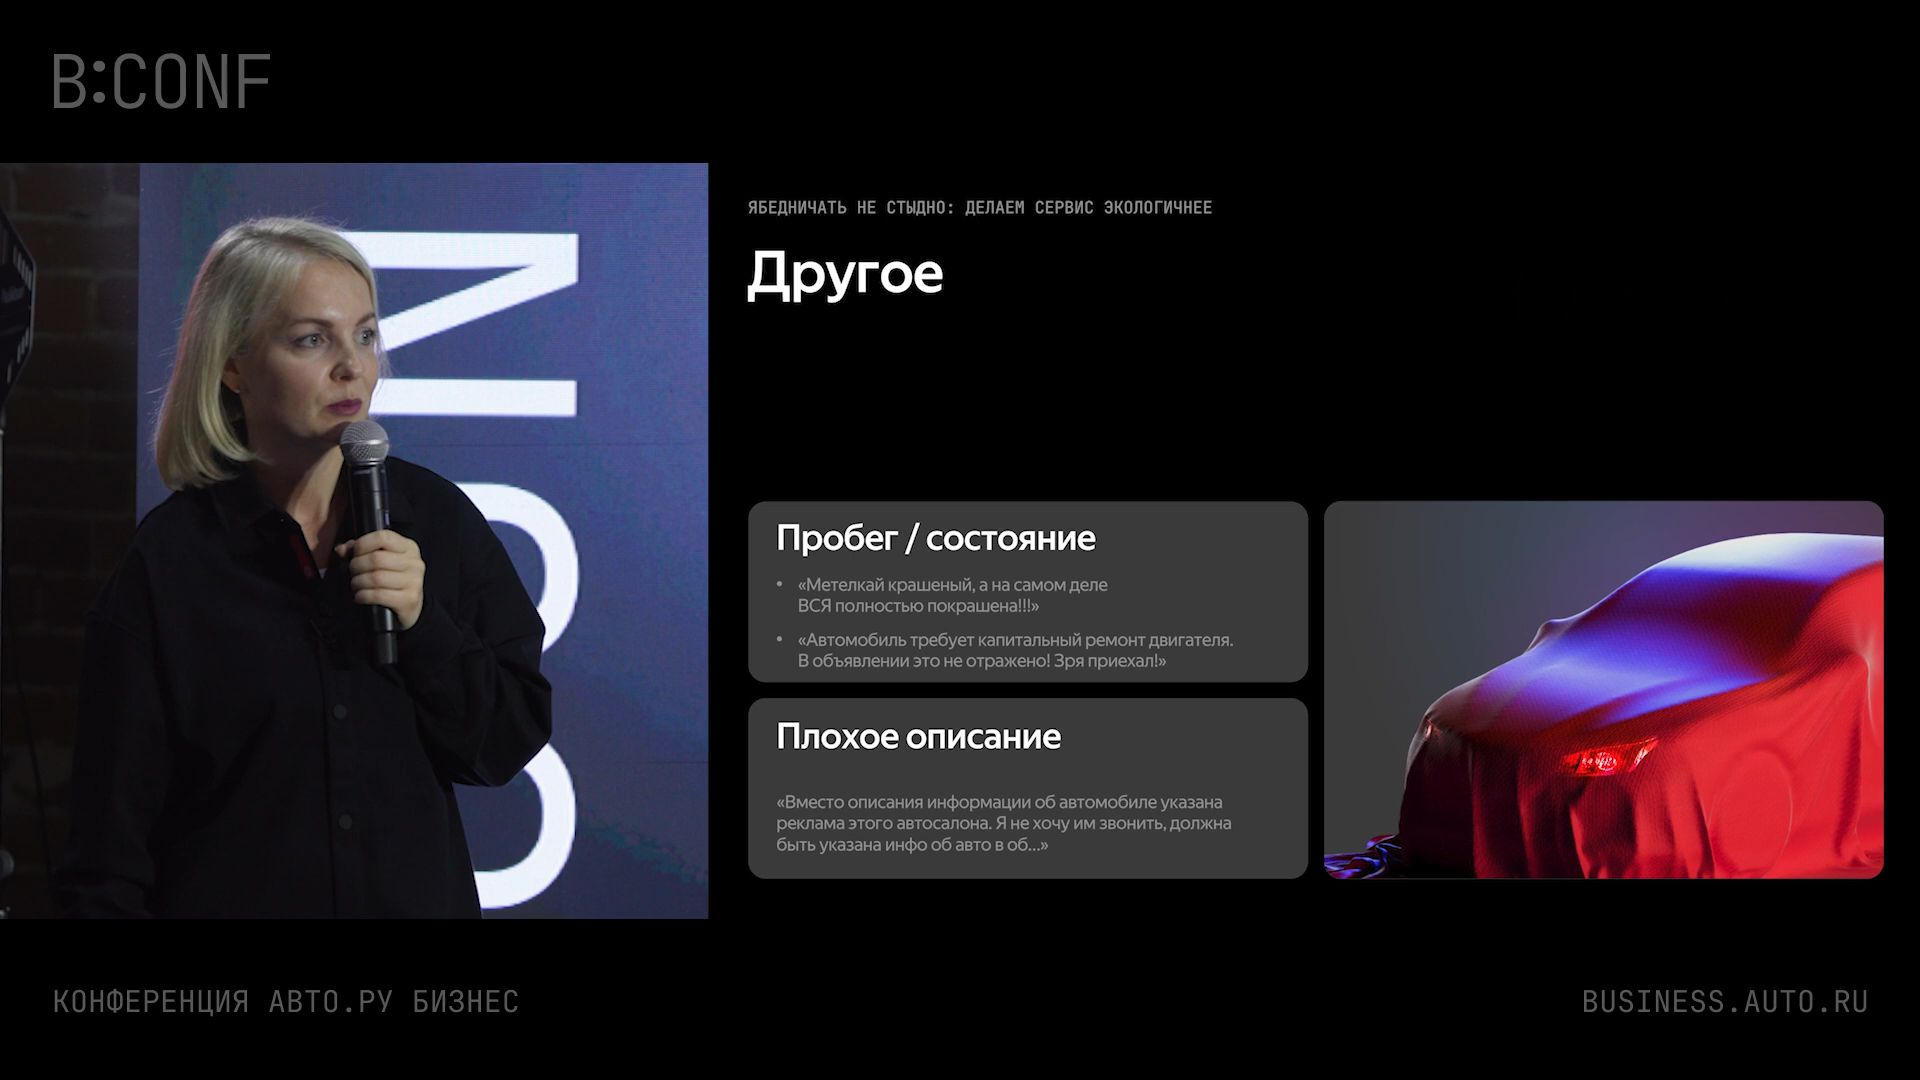 B:CONF
ЯБЕДНИЧАТЬ НЕ СТЫДНО: ДЕЛАЕМ СЕРВИС ЭКОЛОГИЧНЕЕ
Другое
Пробег / состояние
• «Метелкай крашеный, а на самом деле
ВСЯ полностью покрашена!!!»
• «Автомобиль требует капитальный ремонт двигателя.
В объявлении это не отражено! Зря приехал!»
Плохое описание
«Вместо описания информации об автомобиле указана
реклама этого автосалона. Я не хочу им звонить, должна
быть указана инфо об авто в об...»
КОНФЕРЕНЦИЯ АВТО.РУ БИЗНЕС
BUSINESS.AUTO.RU